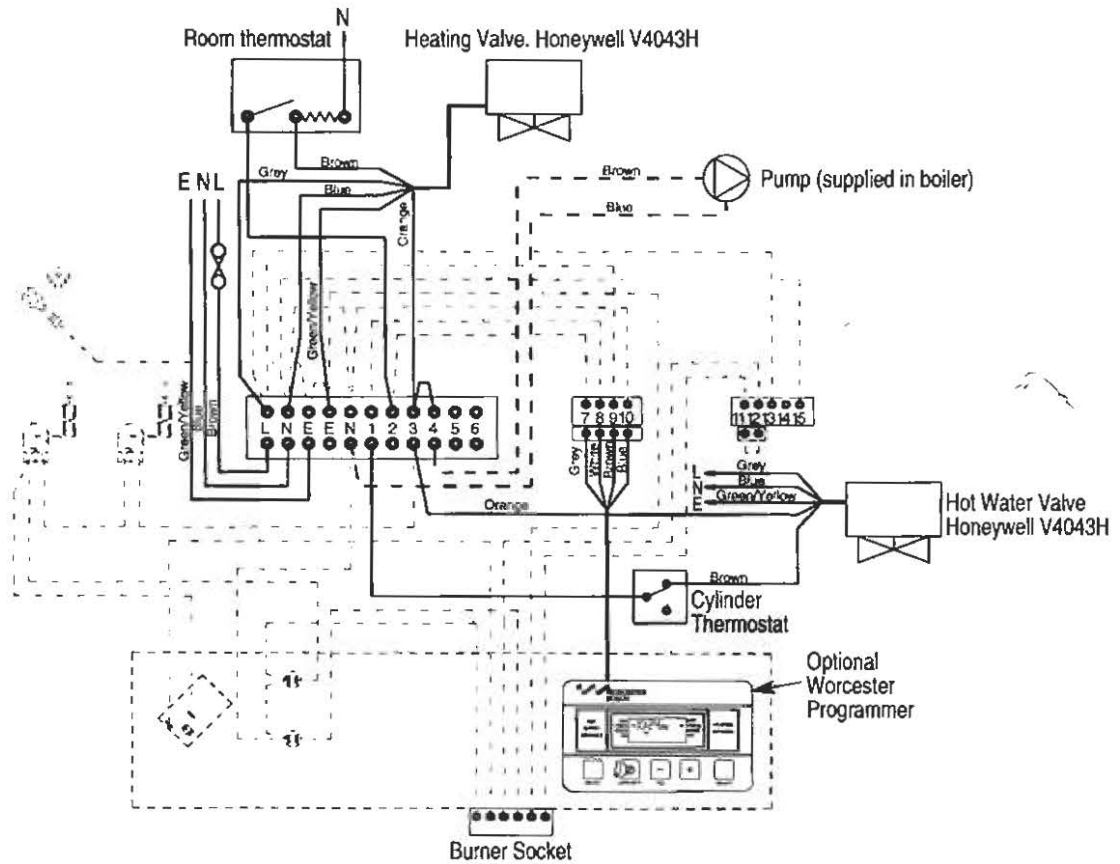 N
Room thermostat
Heating Valve. Honeywell V4043H
Brown
Grey
Blue
Orange
E N L
Brown
Blue
Pump (supplied in boiler)
Green/Yellow
Green/Yellow
Blue
Brown
L N E E N 1 2 3 4 5 6
7 8 9 10
11 12 13 14 15
Grey
White
Brown
Blue
L
N
E
Grey
Blue
Green/Yellow
Orange
Hot Water Valve
Honeywell V4043H
Brown
Cylinder
Thermostat
Optional
Worcester
Programmer
Burner Socket